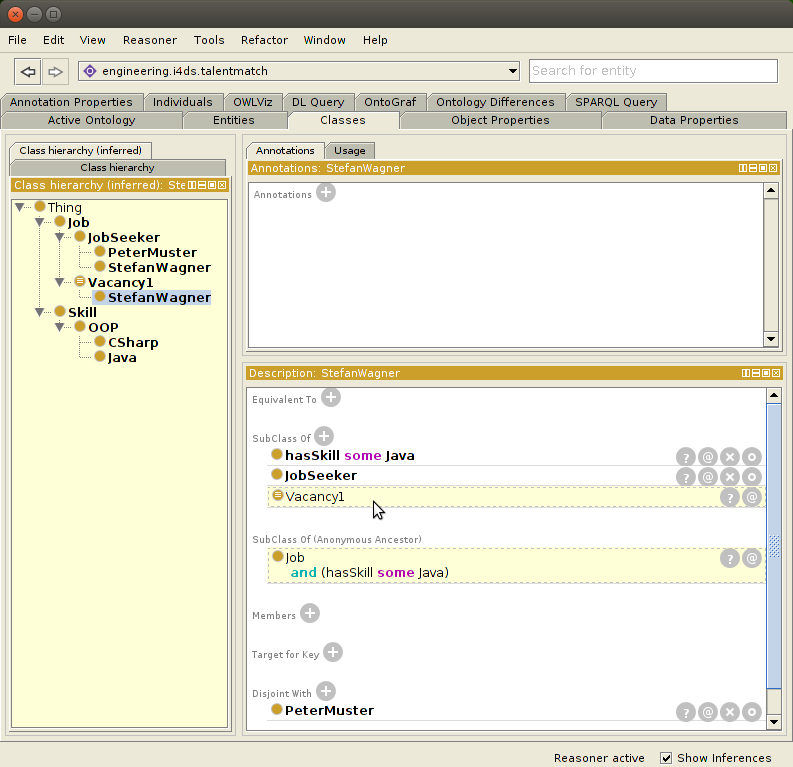 File Edit View Reasoner Tools Refactor Window Help
engineering.i4ds.talentmatch
Search for entity
Annotation Properties Individuals OWLViz DL Query OntoGraf Ontology Differences SPARQL Query
Active Ontology Entities Classes Object Properties Data Properties
Class hierarchy (inferred)
Class hierarchy
Class hierarchy (inferred): Ste
Thing
Job
JobSeeker
PeterMuster
StefanWagner
Vacancy1
StefanWagner
Skill
OOP
CSharp
Java
Annotations Usage
Annotations: StefanWagner
Annotations
Description: StefanWagner
Equivalent To
SubClass Of
hasSkill some Java
JobSeeker
Vacancy1
SubClass Of (Anonymous Ancestor)
Job
and (hasSkill some Java)
Members
Target for Key
Disjoint With
PeterMuster
Reasoner active Show Inferences